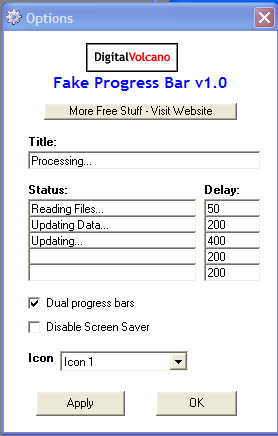 Options
DigitalVolcano
Fake Progress Bar v1.0
More Free Stuff - Visit Website
Title:
Processing...
Status: Delay:
Reading Files... 50
Updating Data... 200
Updating... 400
200
200
Dual progress bars
Disable Screen Saver
Icon Icon 1
Apply OK